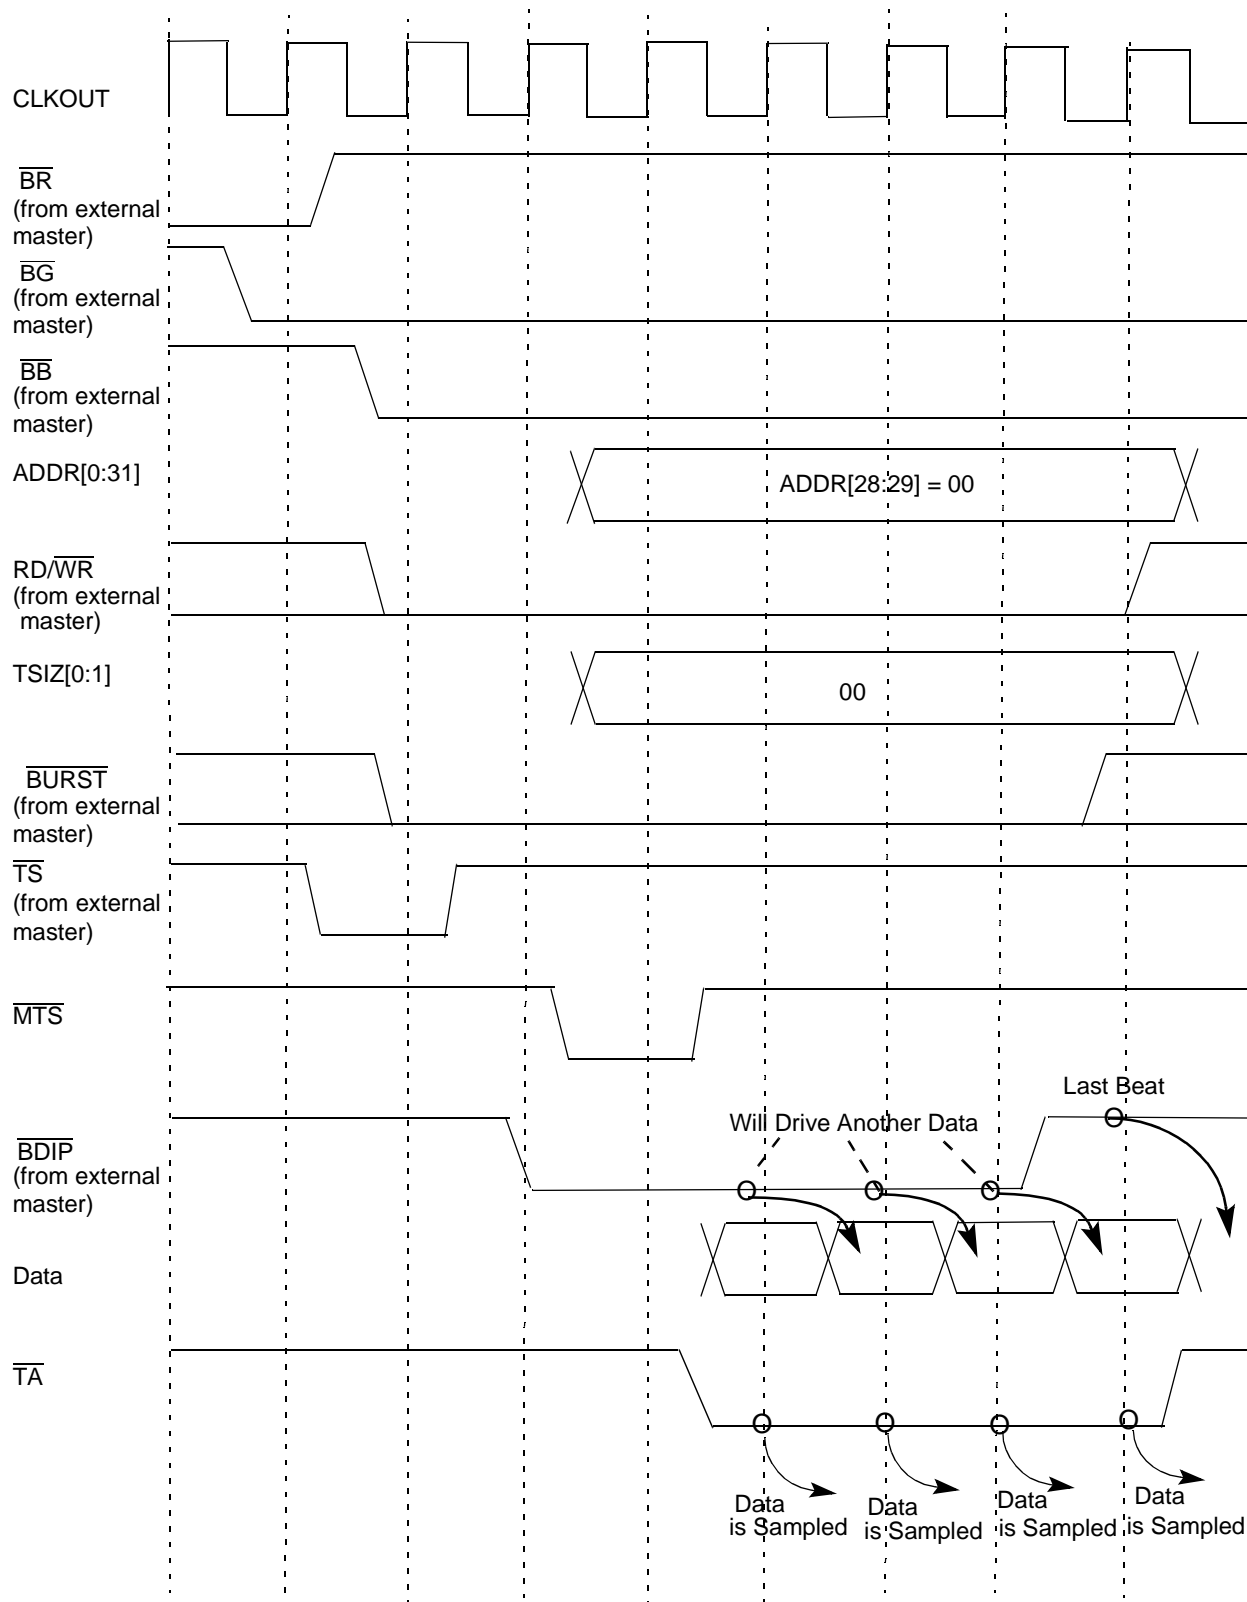 CLKOUT
BR
(from external
master)
BG
(from external
master)
BB
(from external
master)
ADDR[0:31]
ADDR[28:29] = 00
RD/WR
(from external
master)
TSIZ[0:1]
00
BURST
(from external
master)
TS
(from external
master)
MTS
Last Beat
Will Drive Another Data
BDIP
(from external
master)
Data
TA
Data
is Sampled
Data
is Sampled
Data
is Sampled
Data
is Sampled